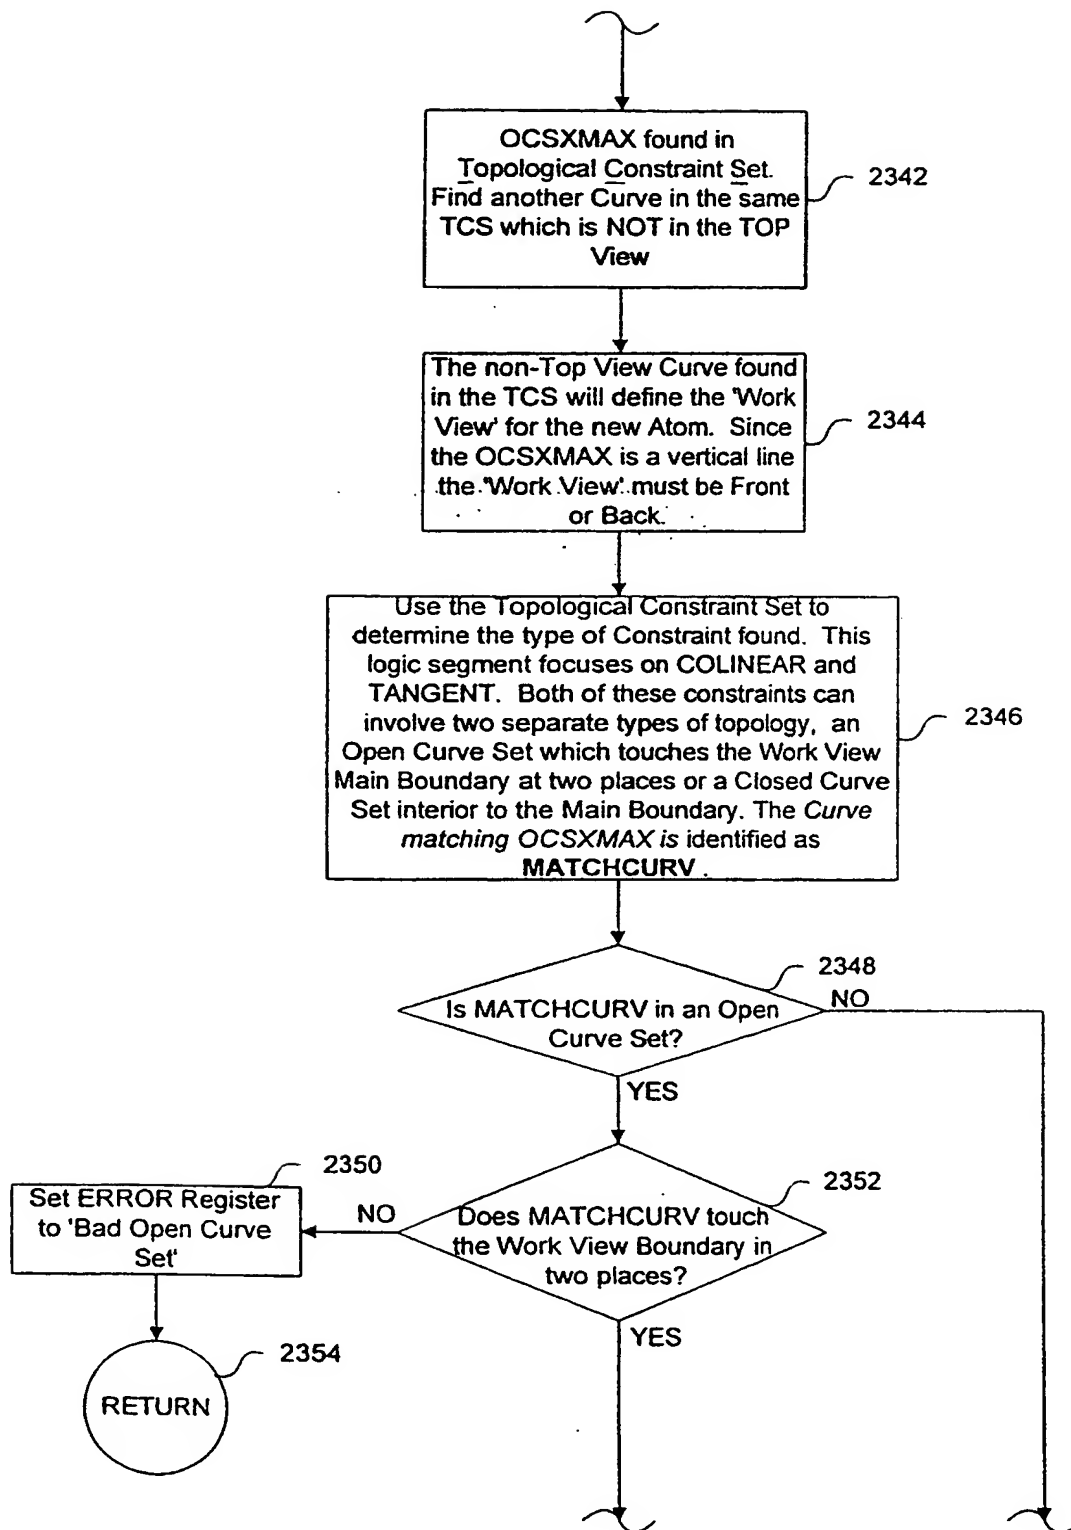 OCSXMAX found in
Topological Constraint Set.
Find another Curve in the same
TCS which is NOT in the TOP
View
2342
The non-Top View Curve found
in the TCS will define the 'Work
View' for the new Atom. Since
the OCSXMAX is a vertical line
the 'Work View' must be Front
or Back.
2344
Use the Topological Constraint Set to
determine the type of Constraint found. This
logic segment focuses on COLINEAR and
TANGENT. Both of these constraints can
involve two separate types of topology, an
Open Curve Set which touches the Work View
Main Boundary at two places or a Closed Curve
Set interior to the Main Boundary. The Curve
matching OCSXMAX is identified as
MATCHCURV .
2346
2348
Is MATCHCURV in an Open
Curve Set?
NO
YES
2350
Set ERROR Register
to 'Bad Open Curve
Set'
NO
2352
Does MATCHCURV touch
the Work View Boundary in
two places?
YES
2354
RETURN